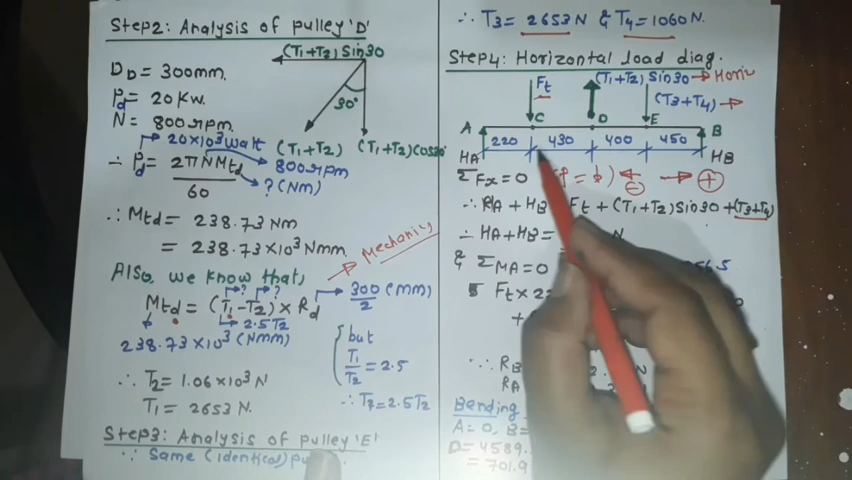 Step2: Analysis of pulley 'D'
(T1+T2) Sin30
DD = 300mm.
Pd = 20 KW.
N = 800 rpm.
30°
20×10³ watt
(T1+T2)
(T1+T2) cos30
∴ Pd = 2πNMtd
60
800rpm
? (NM)
∴ Mtd = 238.73 NM
= 238.73 ×10³ Nmm.
Also, we know that,
Mechanics
Mtd = (T1-T2) × Rd
? ?
300 (MM)
2
2.5T2
238.73 ×10³ (NMM)
but
T1 = 2.5
T2
∴ T2 = 1.06×10³ N
T1 = 2653 N.
∴ T1 = 2.5T2
Step3: Analysis of pulley 'E'
∵ Same (identical)
∴ T3 = 2653 N & T4 = 1060 N.
Step4: Horizontal load diag.
Ft
(T1+T2) Sin30 → Horiz
(T3+T4) →
A C D E B
220 430 400 450
HA HB
ΣFx = 0
← ⊖ → ⊕
∴ RA + HB Ft + (T1+T2) Sin30 + (T3+T4)
∴ HA + HB = N
& ΣMA = 0
565
Ft × 2
∴ RB
RA
N
Bending
A=0, B=
D = 4589.
= 701.9